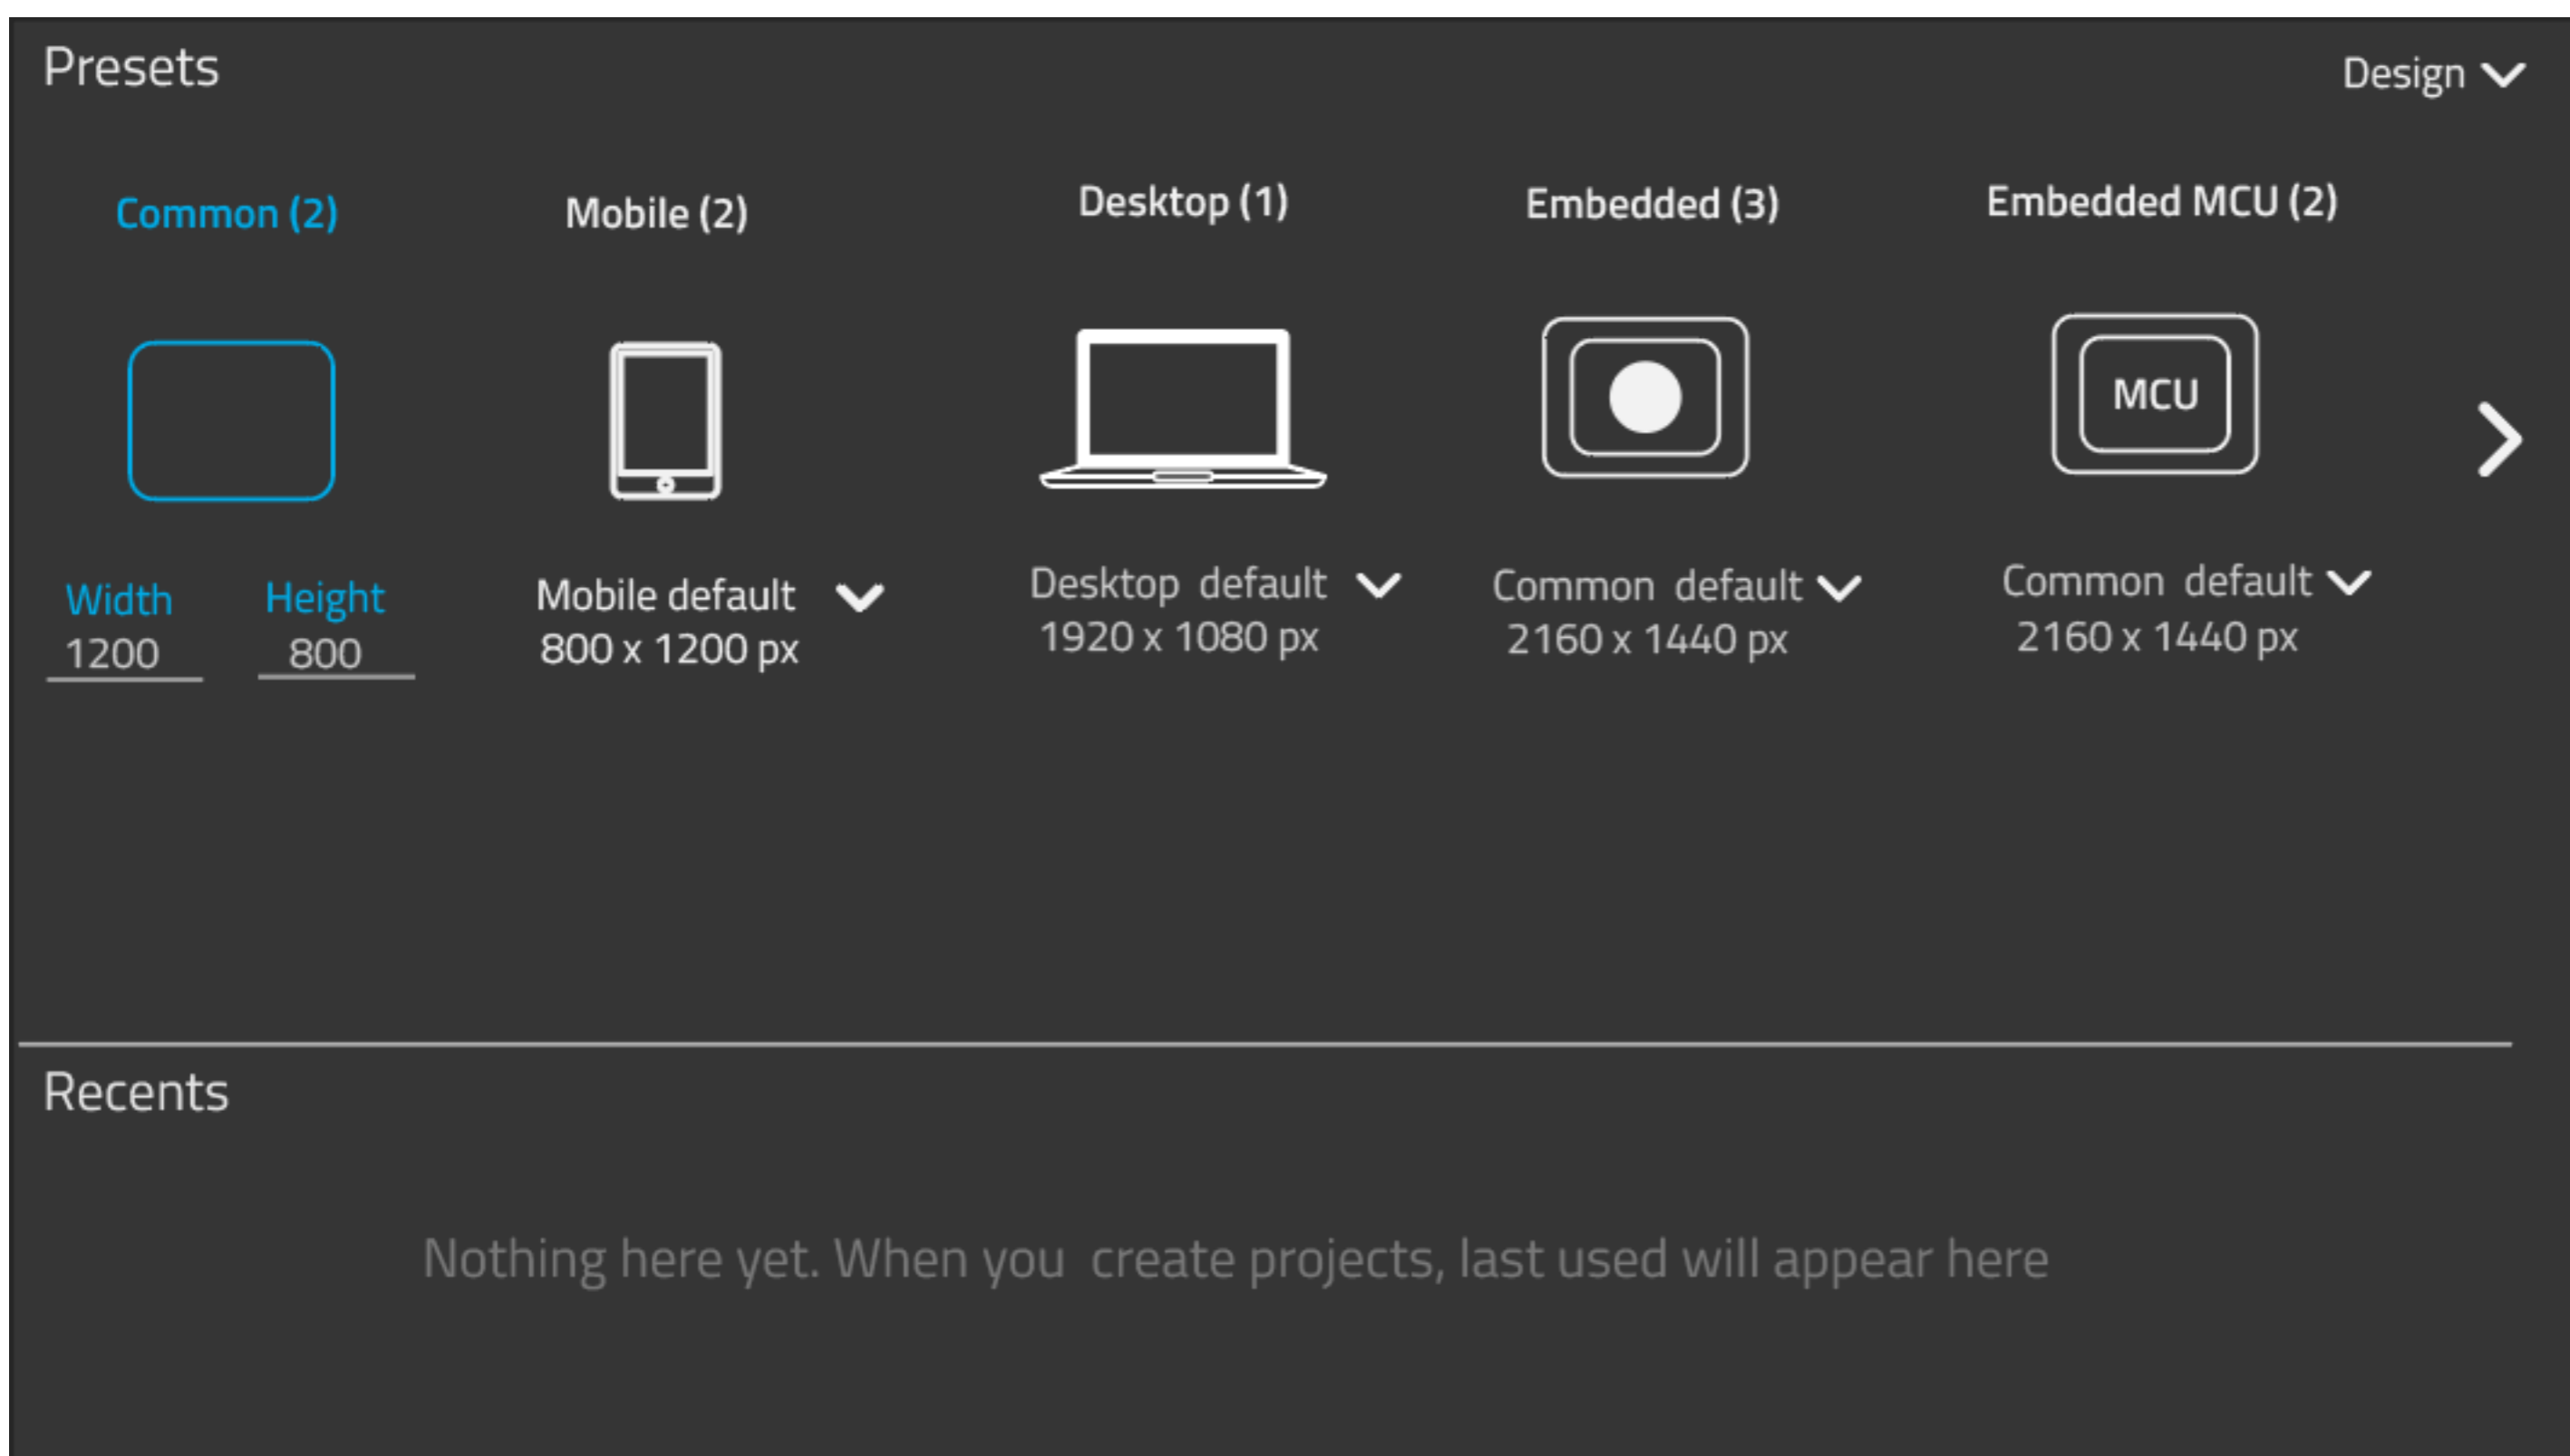 Presets
Design
Common (2)
Mobile (2)
Desktop (1)
Embedded (3)
Embedded MCU (2)
MCU
Width
Height
1200
800
Mobile default
800 x 1200 px
Desktop default
1920 x 1080 px
Common default
2160 x 1440 px
Common default
2160 x 1440 px
Recents
Nothing here yet. When you create projects, last used will appear here